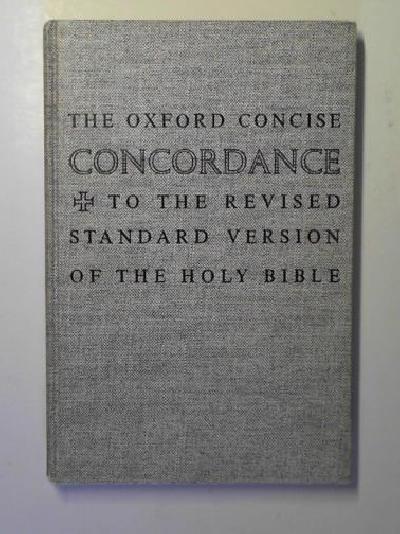 THE OXFORD CONCISE
CONCORDANCE
✠ TO THE REVISED
STANDARD VERSION
OF THE HOLY BIBLE